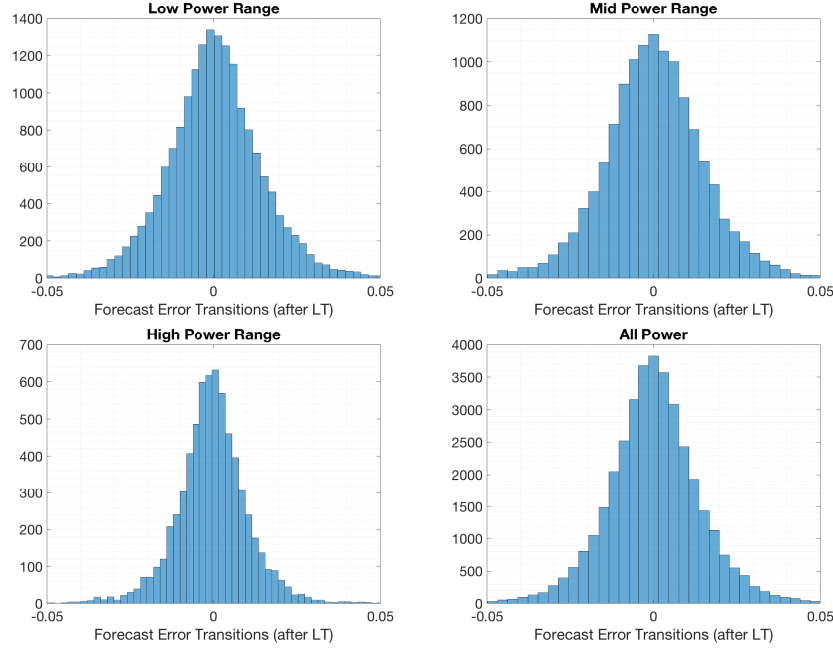 Low Power Range
1400
1200
1000
800
600
400
200
0
-0.05 0 0.05
Forecast Error Transitions (after LT)
Mid Power Range
1200
1000
800
600
400
200
0
-0.05 0 0.05
Forecast Error Transitions (after LT)
High Power Range
700
600
500
400
300
200
100
0
-0.05 0 0.05
Forecast Error Transitions (after LT)
All Power
4000
3500
3000
2500
2000
1500
1000
500
0
-0.05 0 0.05
Forecast Error Transitions (after LT)